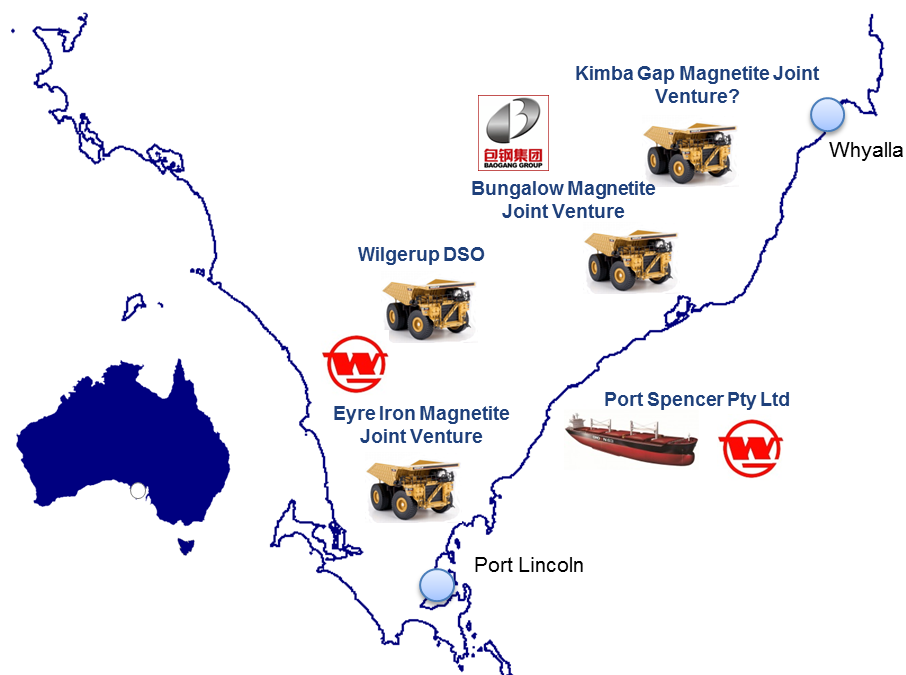 Kimba Gap Magnetite Joint
Venture?
Whyalla
包钢集团
BAOGANG GROUP
Bungalow Magnetite
Joint Venture
Wilgerup DSO
Eyre Iron Magnetite
Joint Venture
Port Spencer Pty Ltd
Port Lincoln